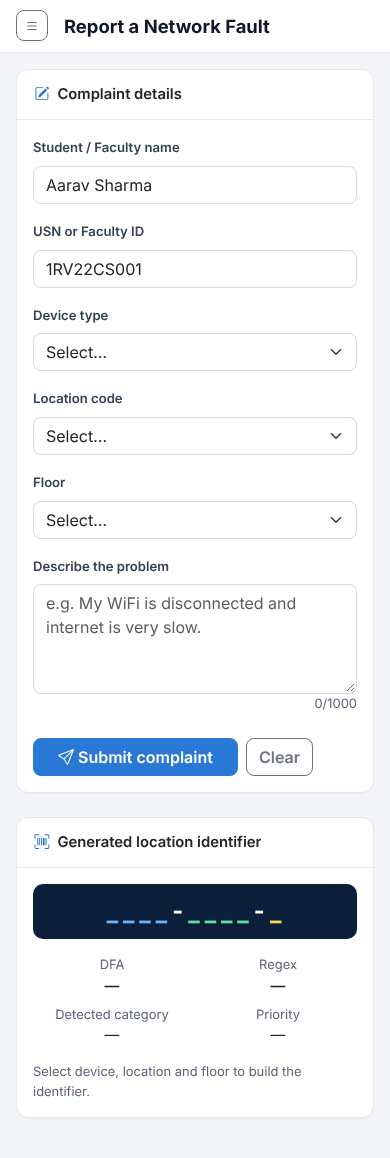 Report a Network Fault
Complaint details
Student / Faculty name
Aarav Sharma
USN or Faculty ID
1RV22CS001
Device type
Select...
Location code
Select...
Floor
Select...
Describe the problem
e.g. My WiFi is disconnected and
internet is very slow.
0/1000
Submit complaint
Clear
Generated location identifier
____-____-_
DFA
Regex
—
—
Detected category
Priority
—
—
Select device, location and floor to build the
identifier.